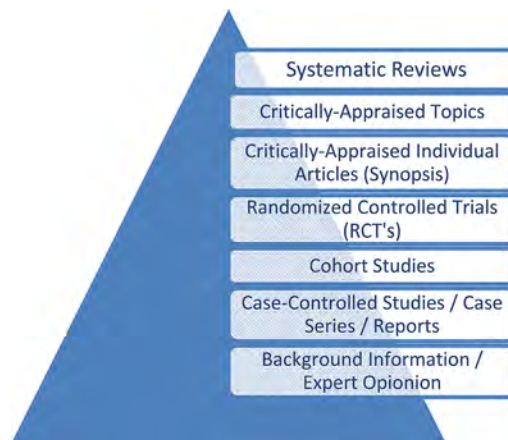 Systematic Reviews
Critically-Appraised Topics
Critically-Appraised Individual
Articles (Synopsis)
Randomized Controlled Trials
(RCT's)
Cohort Studies
Case-Controlled Studies / Case
Series / Reports
Background Information /
Expert Opionion